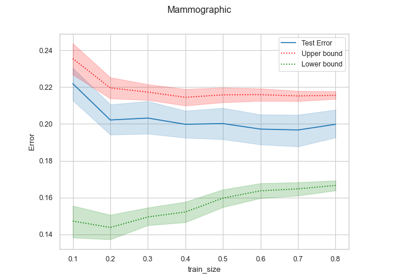 Mammographic
0.24
0.22
0.20
0.18
0.16
0.14
Error
Test Error
Upper bound
Lower bound
0.1 0.2 0.3 0.4 0.5 0.6 0.7 0.8
train_size